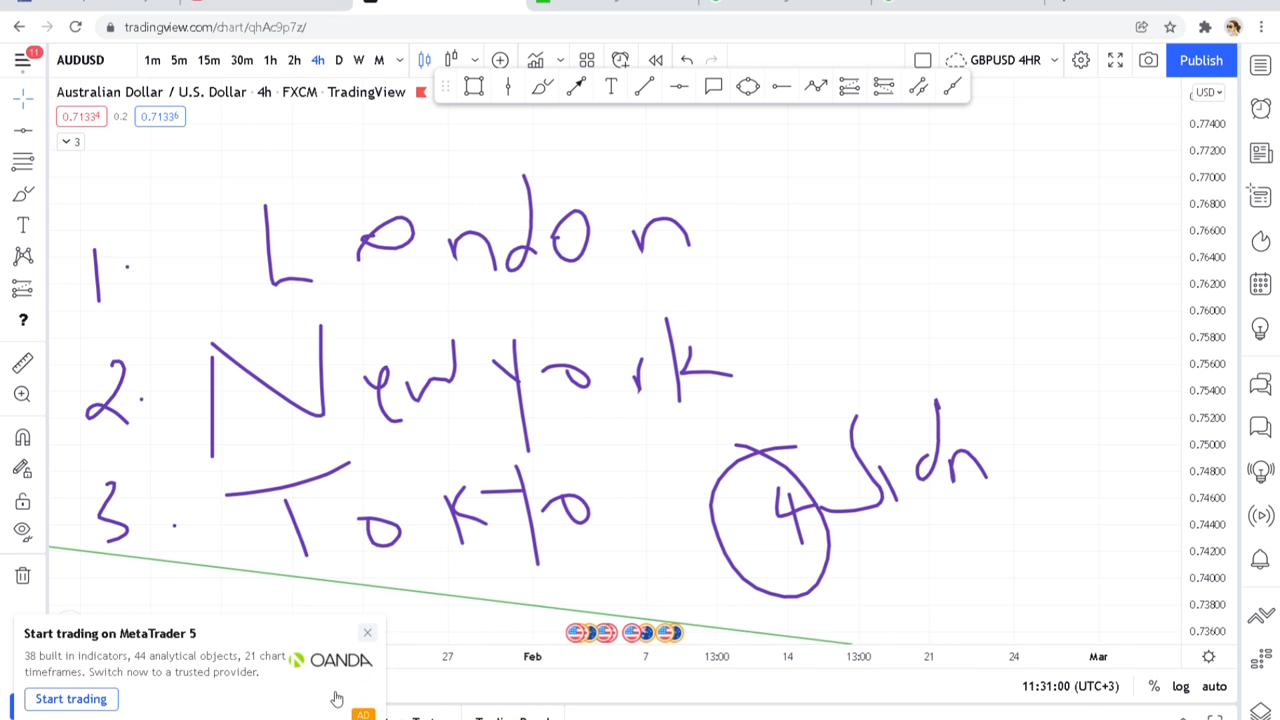 tradingview.com/chart/qhAc9p7z/
11
AUDUSD 1m 5m 15m 30m 1h 2h 4h D W M GBPUSD 4HR Publish
Australian Dollar / U.S. Dollar · 4h · FXCM · TradingView
USD
0.71334 0.2 0.71336
3
0.77400
0.77200
0.77000
0.76800
0.76600
0.76400
0.76200
0.76000
0.75800
0.75600
0.75400
0.75200
0.75000
0.74800
0.74600
0.74400
0.74200
0.74000
0.73800
0.73600
1. London
2. New york
3. Tokyo
4 Sidn
Start trading on MetaTrader 5
38 built in indicators, 44 analytical objects, 21 chart
timeframes. Switch now to a trusted provider.
OANDA
Start trading
AD
27 Feb 7 13:00 14 13:00 21 24 Mar
11:31:00 (UTC+3) % log auto